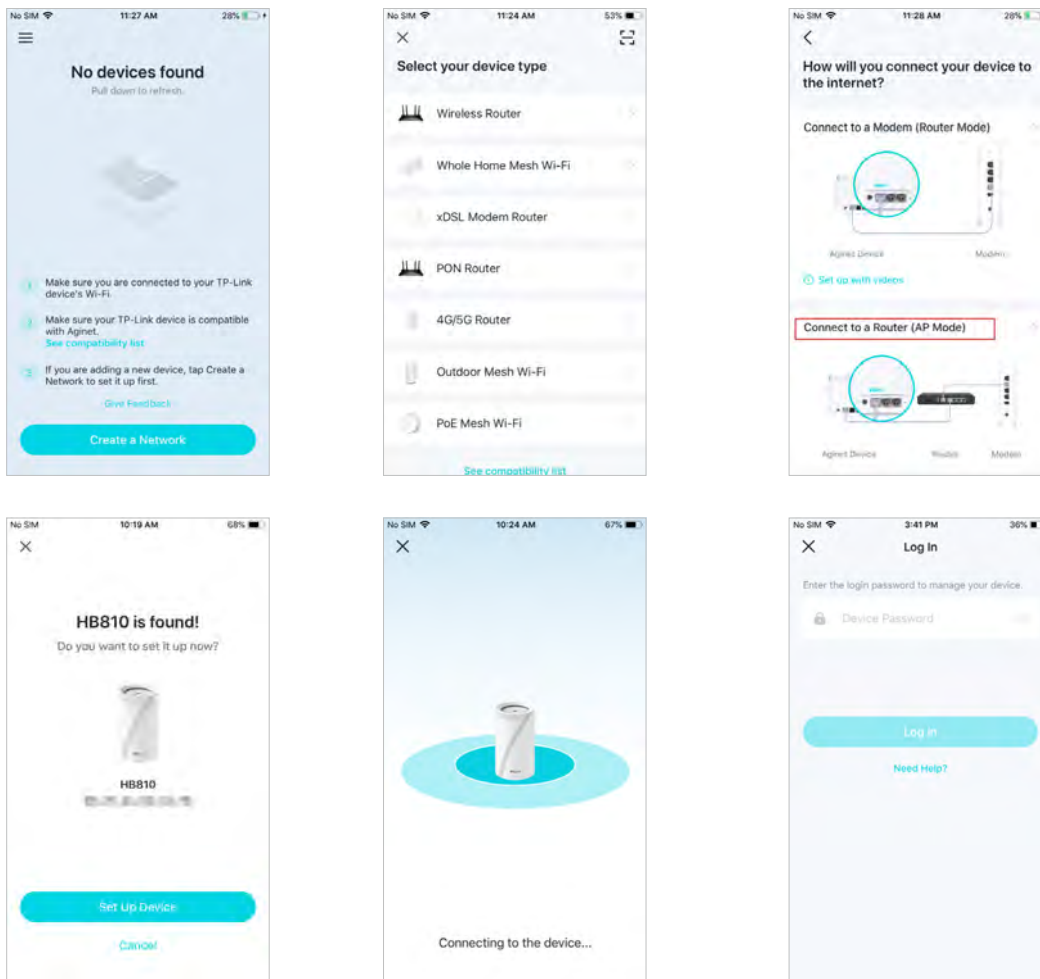 No SIM 11:27 AM 28%
No devices found
Pull down to refresh.
1 Make sure you are connected to your TP-Link
device's Wi-Fi.
2 Make sure your TP-Link device is compatible
with Aginet.
See compatibility list
3 If you are adding a new device, tap Create a
Network to set it up first.
Give Feedback
Create a Network
No SIM 11:24 AM 53%
Select your device type
Wireless Router
Whole Home Mesh Wi-Fi
xDSL Modem Router
PON Router
4G/5G Router
Outdoor Mesh Wi-Fi
PoE Mesh Wi-Fi
See compatibility list
No SIM 11:28 AM 28%
How will you connect your device to
the internet?
Connect to a Modem (Router Mode)
Aginet Device Modem
Set up with videos
Connect to a Router (AP Mode)
Aginet Device Router Modem
No SIM 10:19 AM 68%
HB810 is found!
Do you want to set it up now?
HB810
Set Up Device
Cancel
No SIM 10:24 AM 67%
Connecting to the device...
No SIM 3:41 PM 36%
Log In
Enter the login password to manage your device.
Device Password
Log In
Need Help?